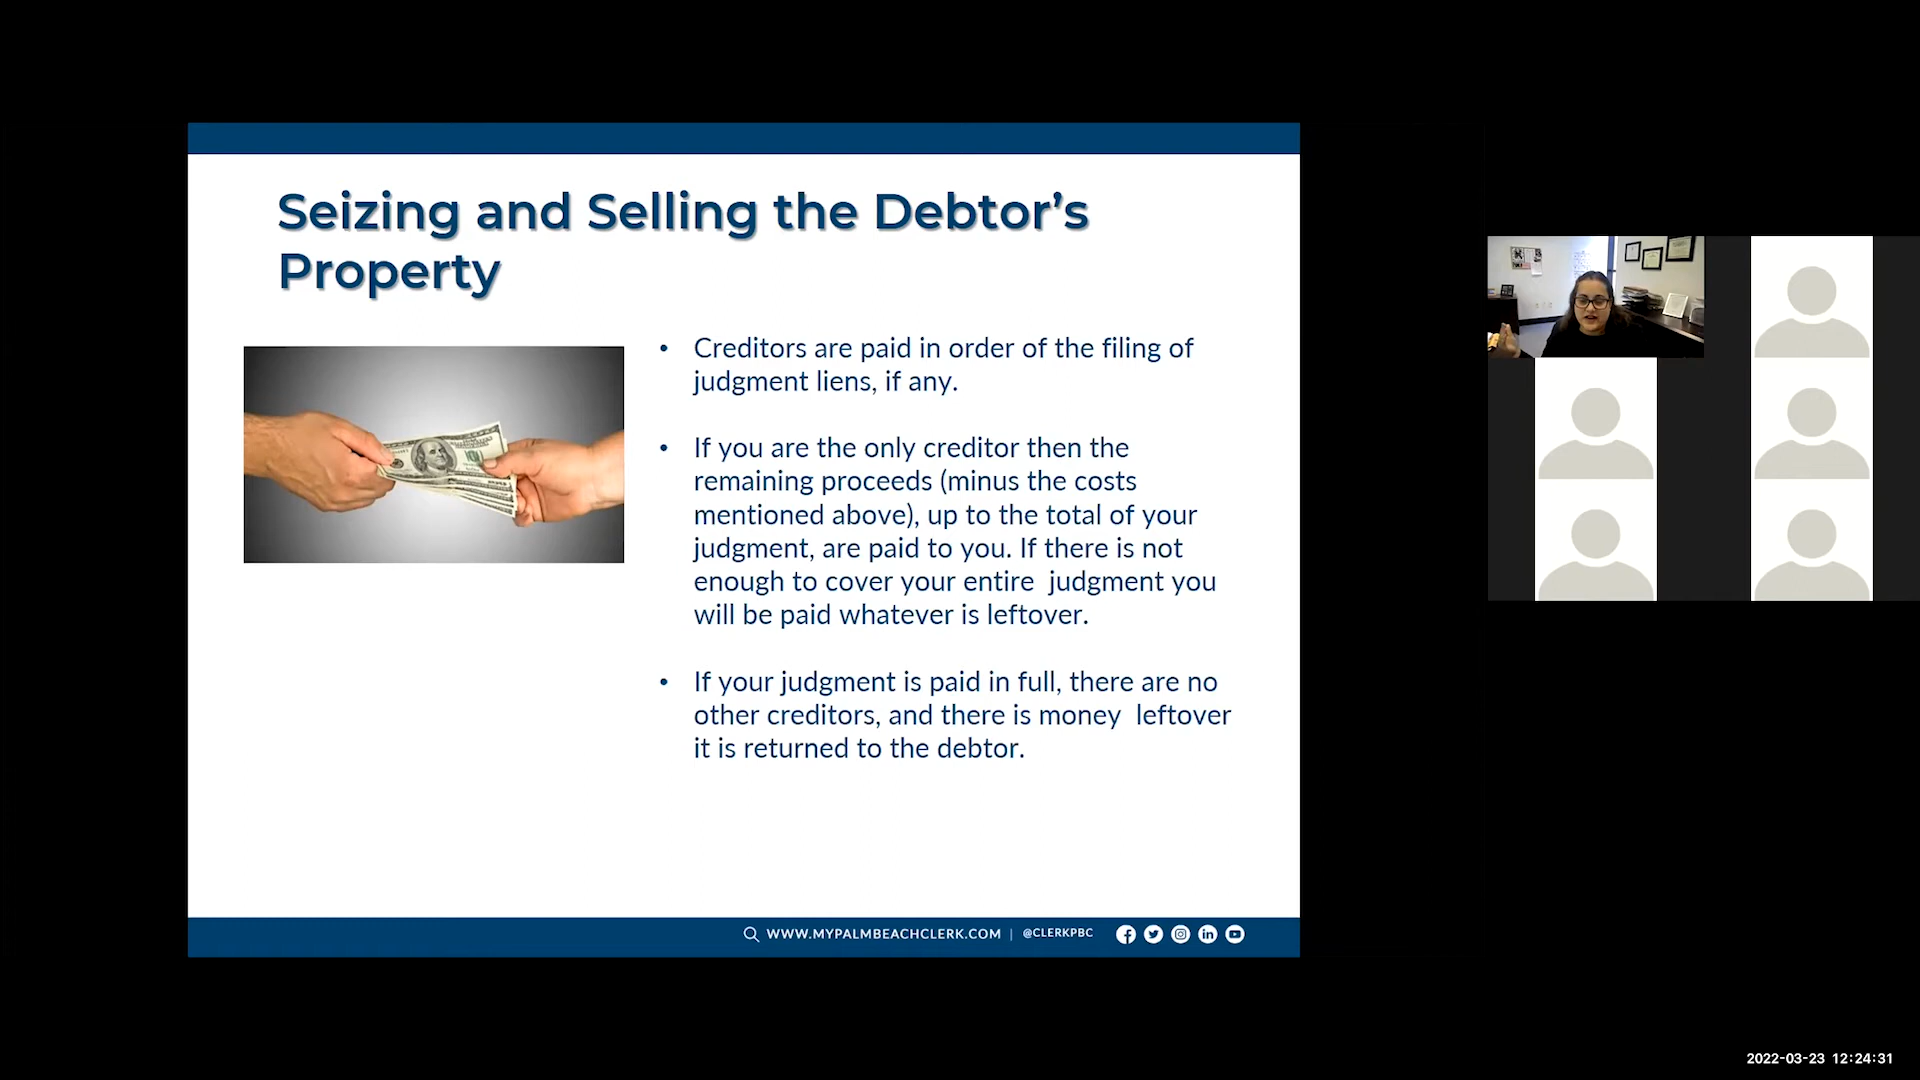 Seizing and Selling the Debtor’s
Property
• Creditors are paid in order of the filing of
judgment liens, if any.
• If you are the only creditor then the
remaining proceeds (minus the costs
mentioned above), up to the total of your
judgment, are paid to you. If there is not
enough to cover your entire  judgment you
will be paid whatever is leftover.
• If your judgment is paid in full, there are no
other creditors, and there is money  leftover
it is returned to the debtor.
WWW.MYPALMBEACHCLERK.COM | @CLERKPBC
2022-03-23 12:24:31